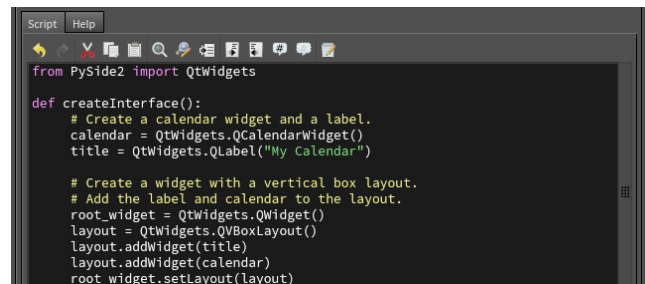 Script Help
from PySide2 import QtWidgets
def createInterface():
# Create a calendar widget and a label.
calendar = QtWidgets.QCalendarWidget()
title = QtWidgets.QLabel("My Calendar")
# Create a widget with a vertical box layout.
# Add the label and calendar to the layout.
root_widget = QtWidgets.QWidget()
layout = QtWidgets.QVBoxLayout()
layout.addWidget(title)
layout.addWidget(calendar)
root_widget.setLayout(layout)